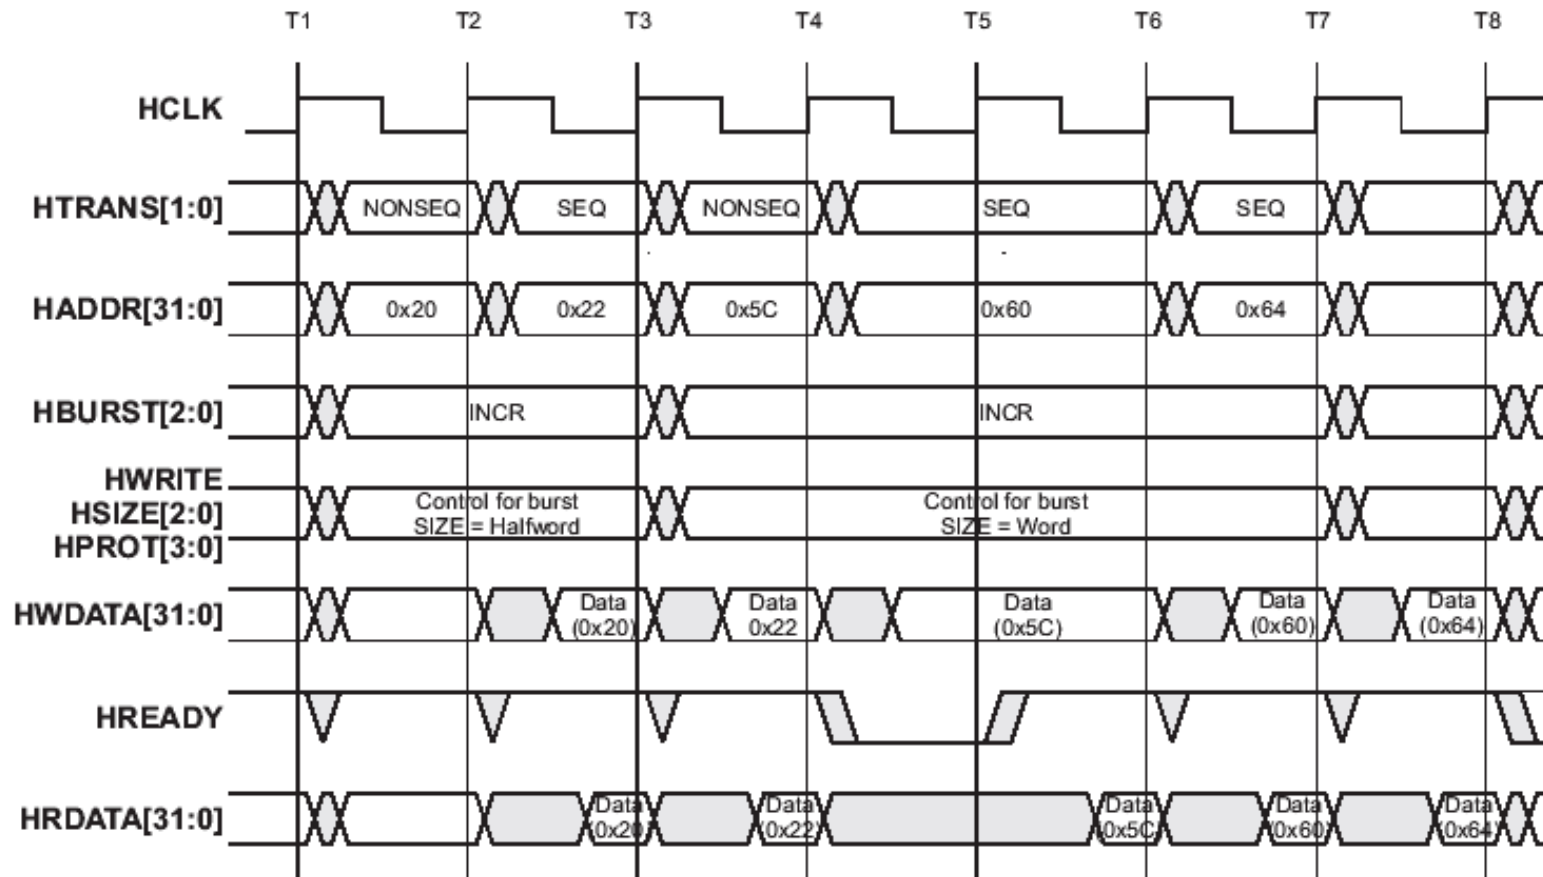 T1 T2 T3 T4 T5 T6 T7 T8
HCLK
HTRANS[1:0] NONSEQ SEQ NONSEQ SEQ SEQ
HADDR[31:0] 0x20 0x22 0x5C 0x60 0x64
HBURST[2:0] INCR INCR
HWRITE
HSIZE[2:0]
HPROT[3:0]
Control for burst
SIZE = Halfword
Control for burst
SIZE = Word
HWDATA[31:0]
Data
(0x20)
Data
0x22
Data
(0x5C)
Data
(0x60)
Data
(0x64)
HREADY
HRDATA[31:0]
Data
(0x20)
Data
(0x22)
Data
(0x5C)
Data
(0x60)
Data
(0x64)